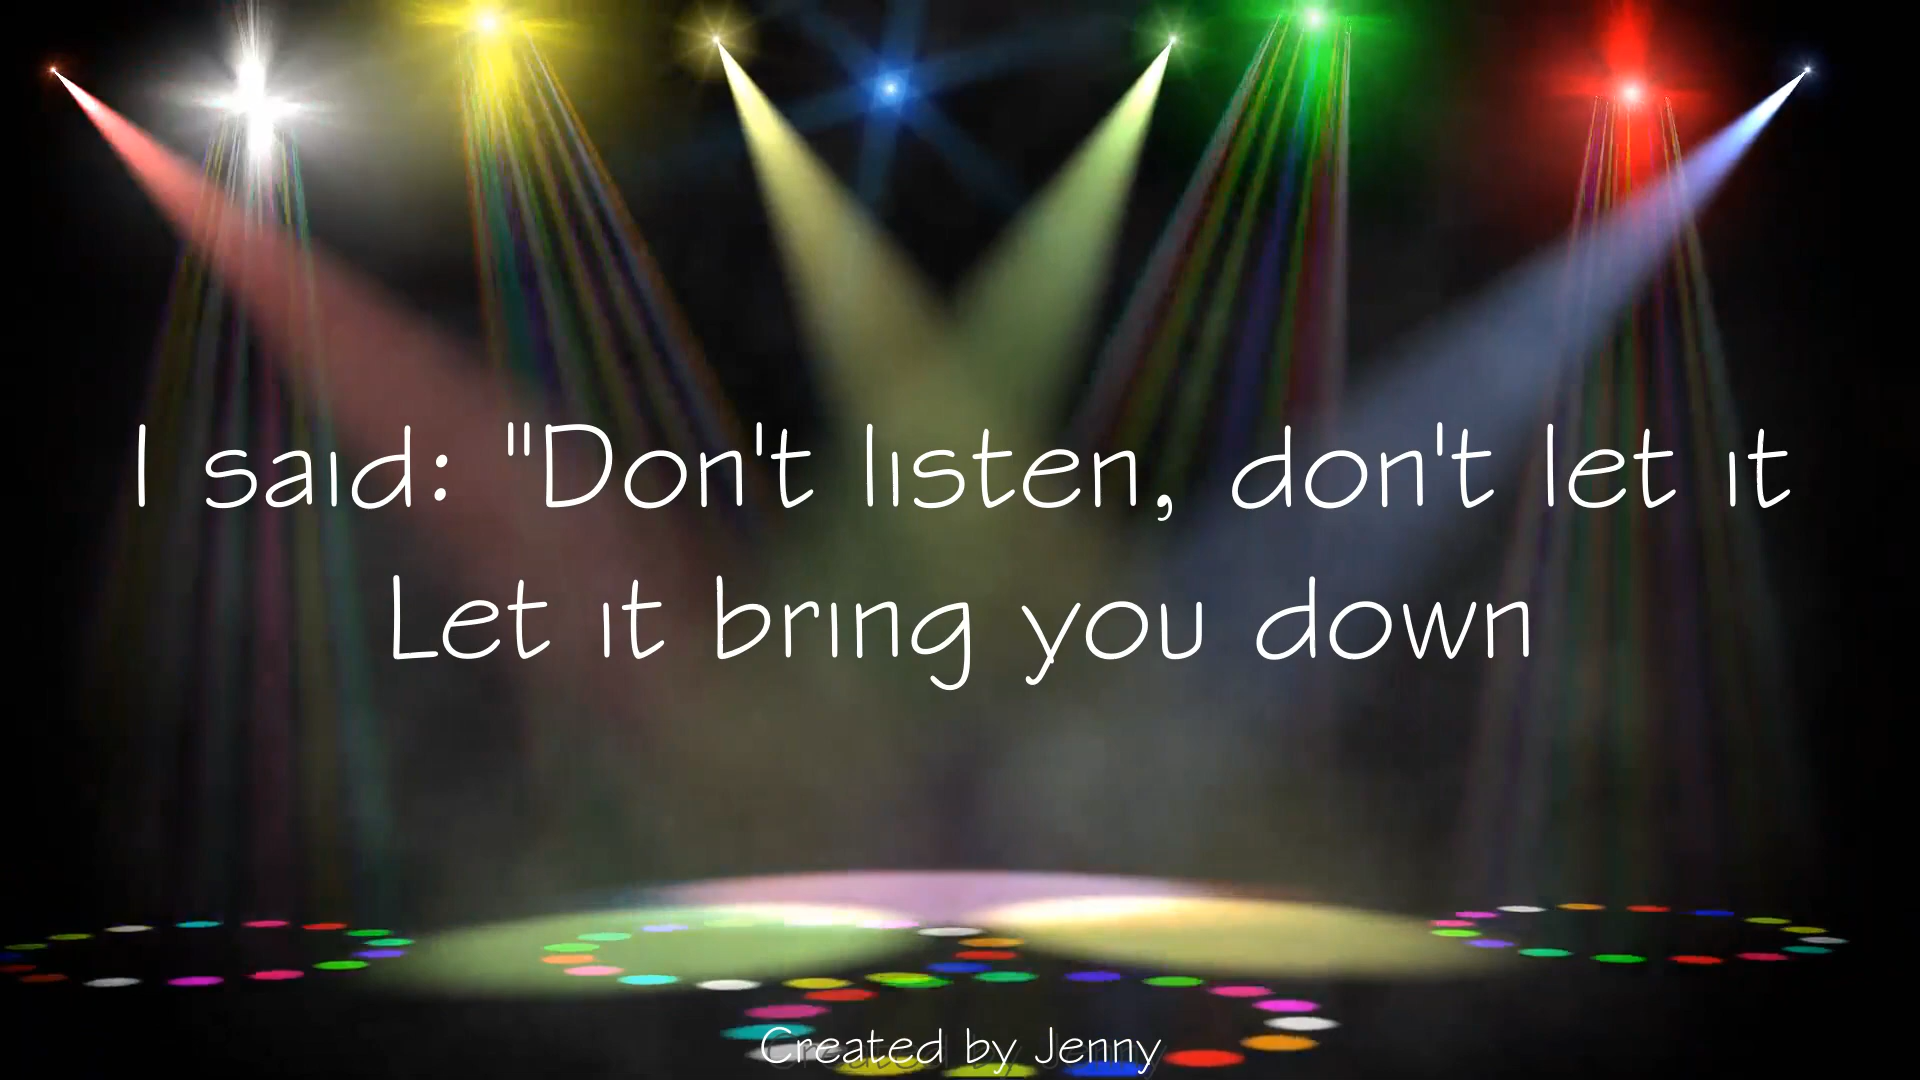 I said: "Don't listen, don't let it
Let it bring you down
Created by Jenny